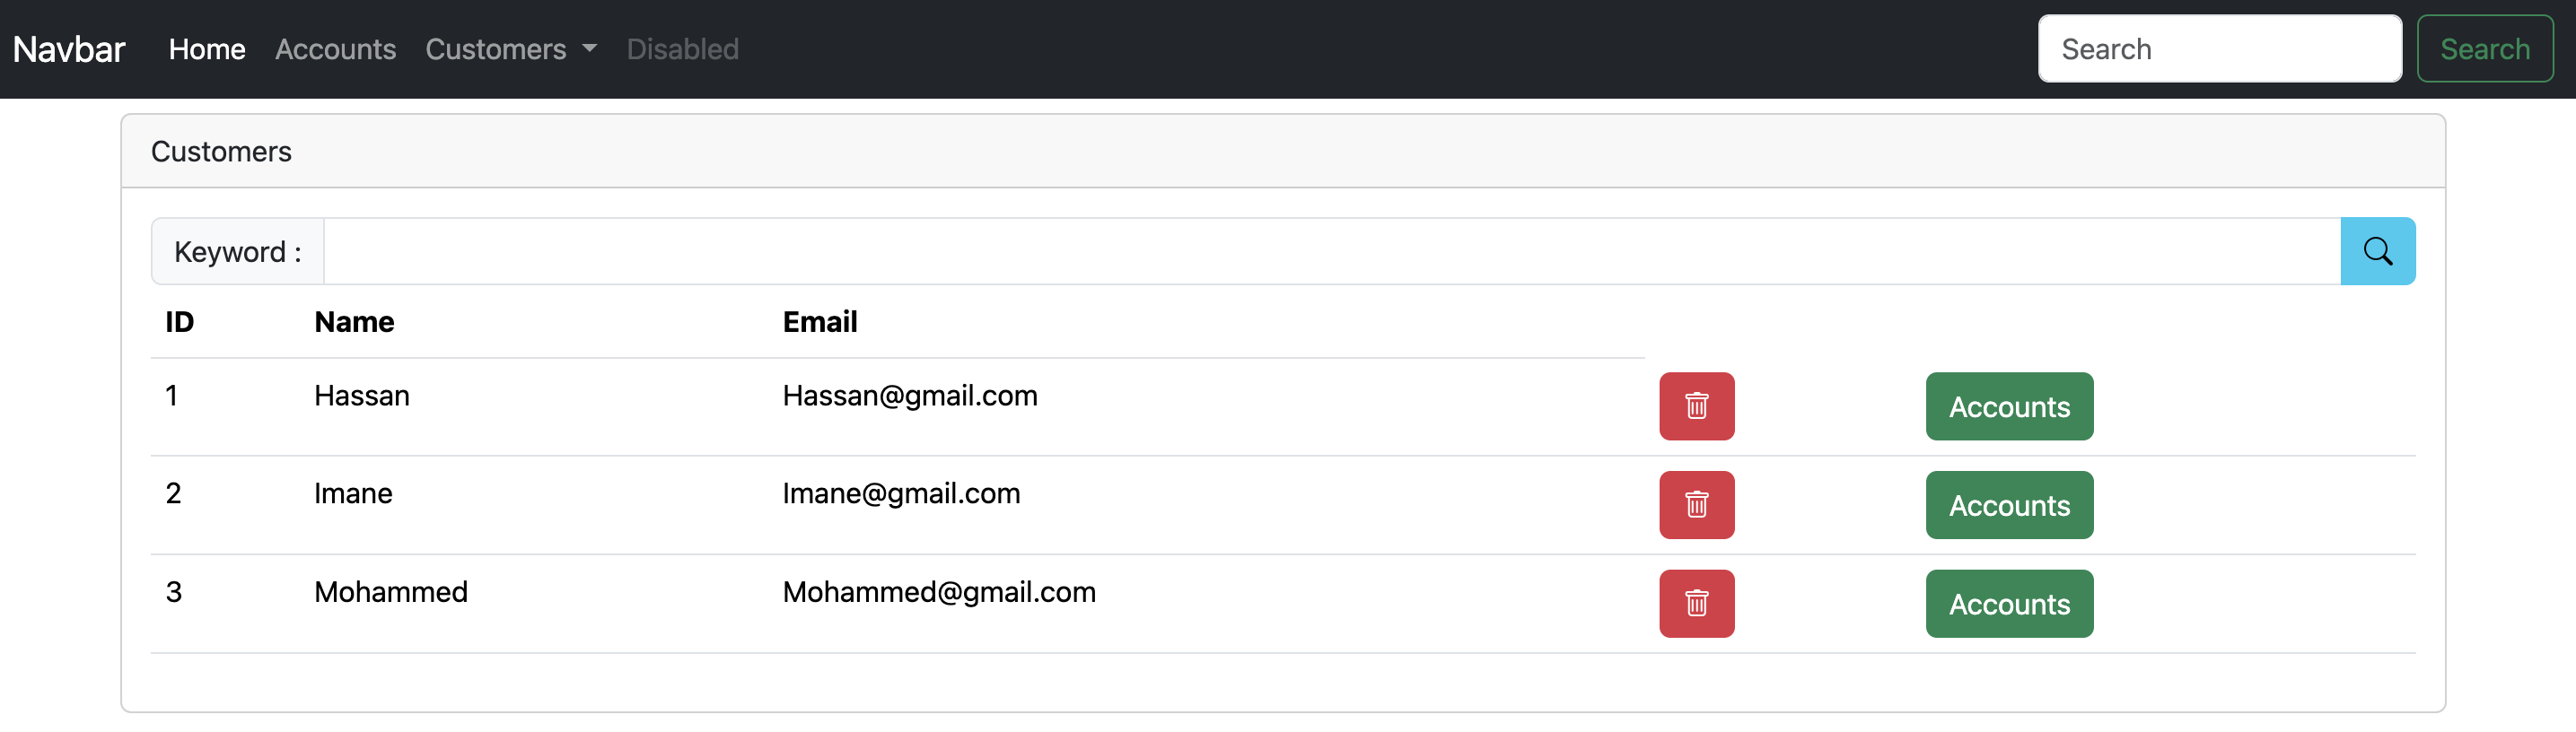 Navbar Home Accounts Customers Disabled Search Search
Customers
Keyword :
ID Name Email
1 Hassan Hassan@gmail.com Accounts
2 Imane Imane@gmail.com Accounts
3 Mohammed Mohammed@gmail.com Accounts